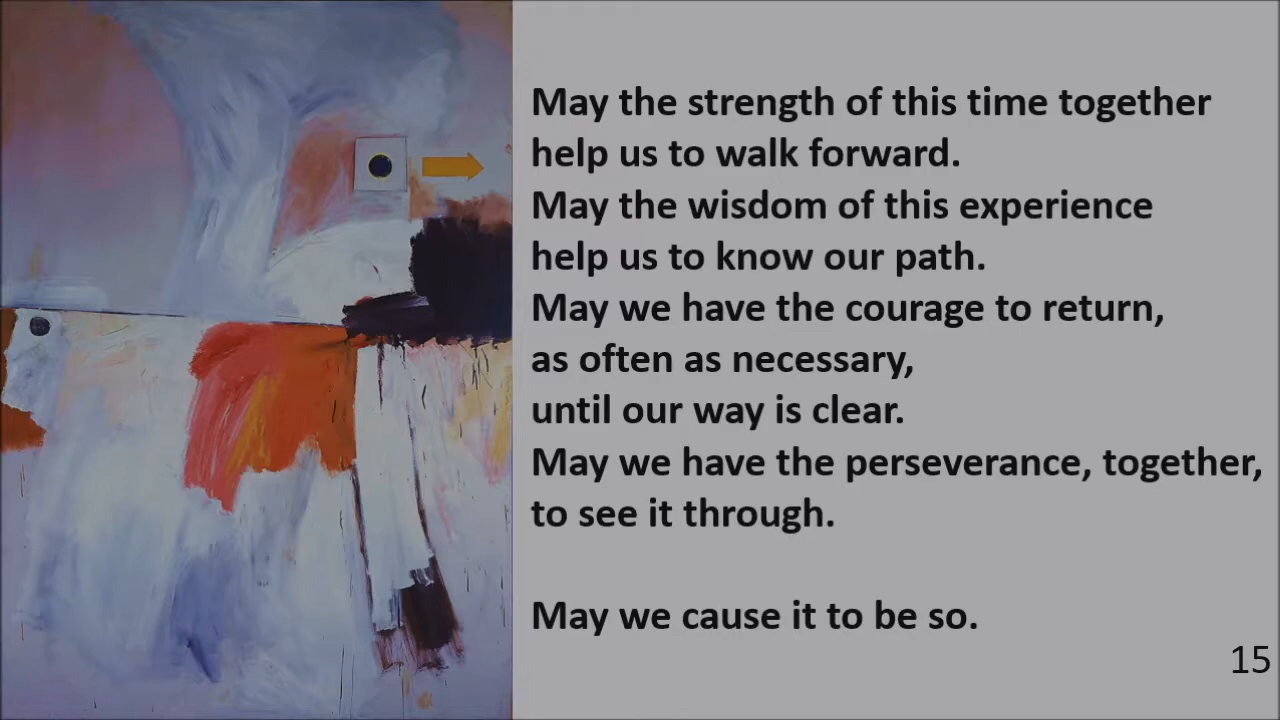 May the strength of this time together
help us to walk forward.
May the wisdom of this experience
help us to know our path.
May we have the courage to return,
as often as necessary,
until our way is clear.
May we have the perseverance, together,
to see it through.
May we cause it to be so.
15